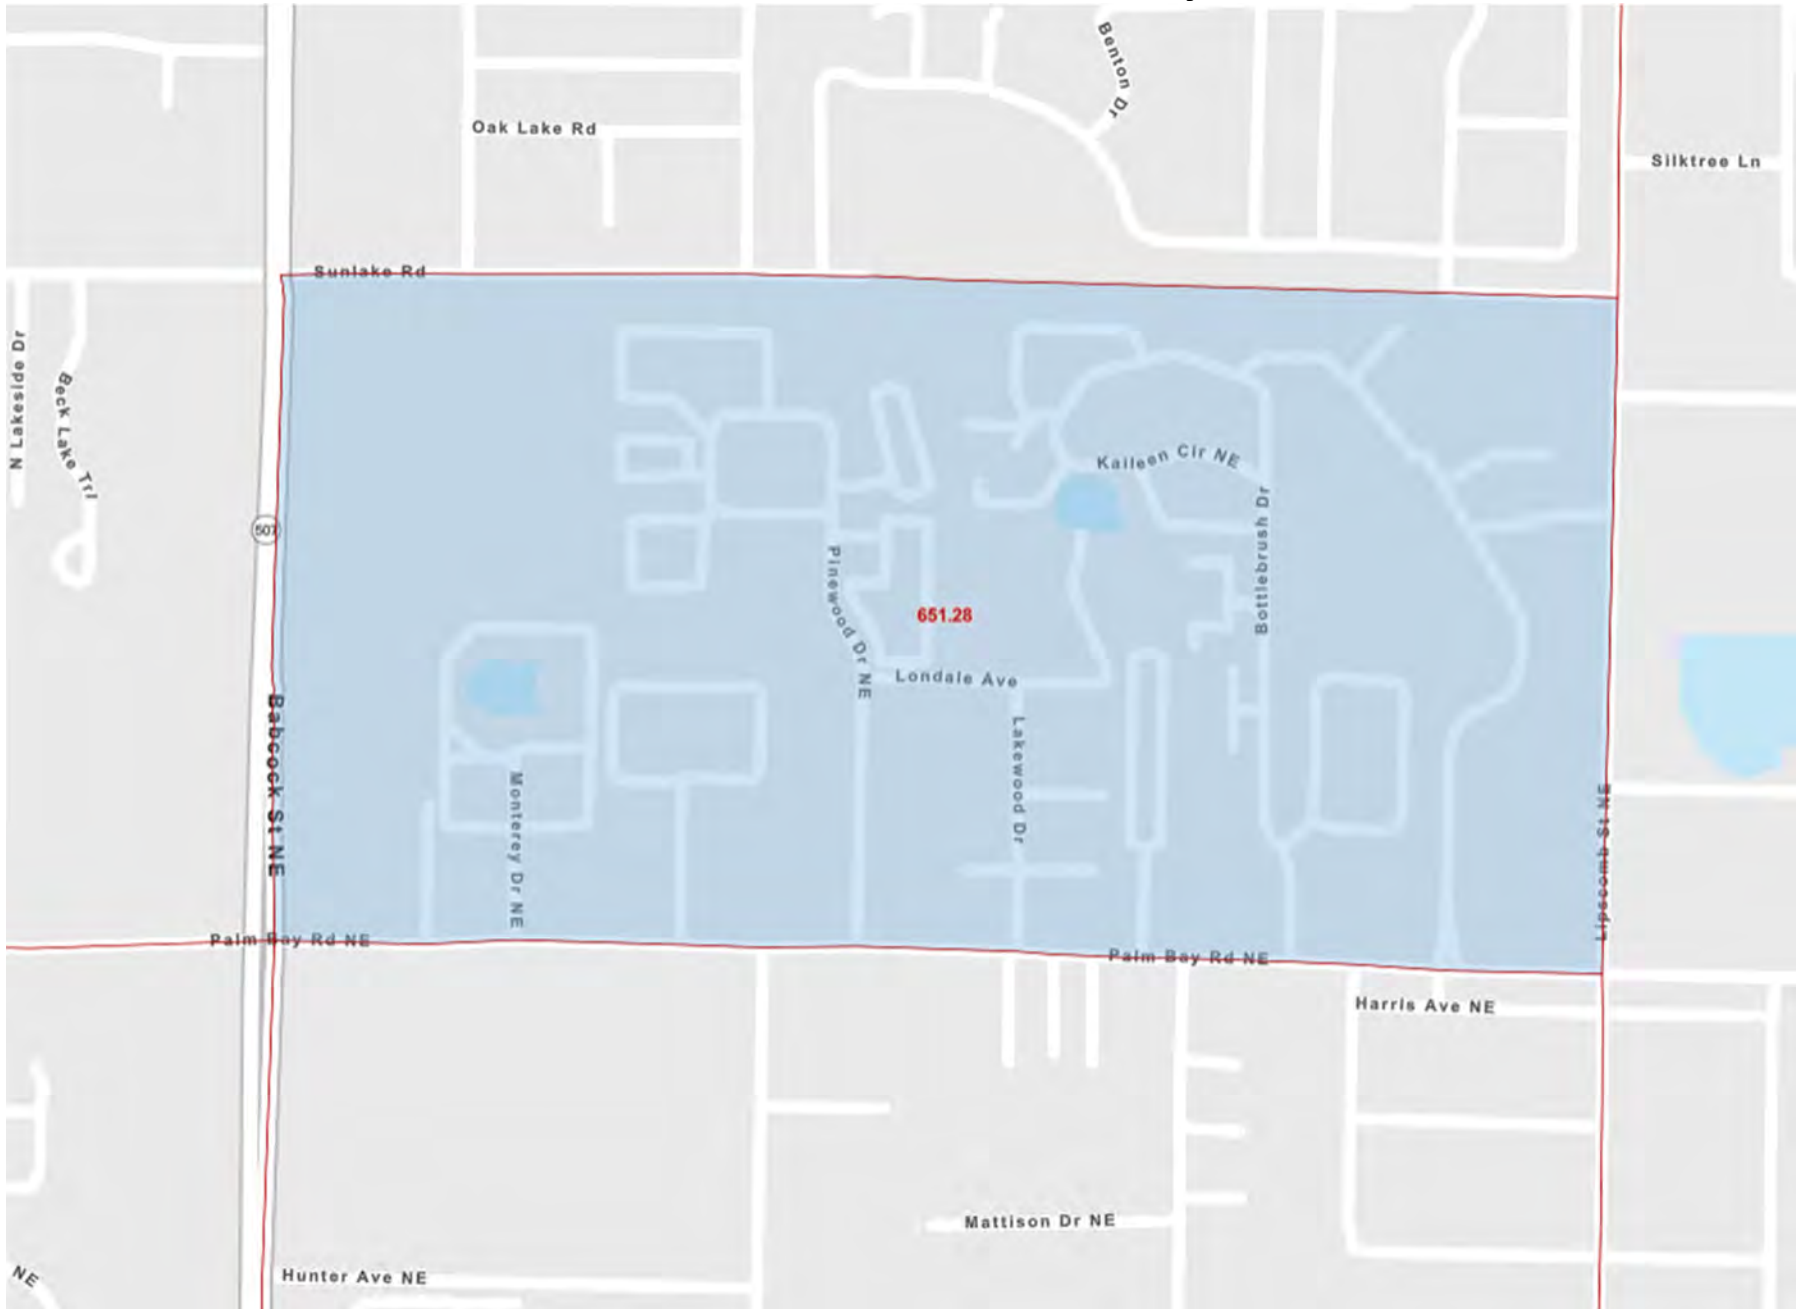 Benton Dr
Oak Lake Rd
Silktree Ln
Sunlake Rd
N Lakeside Dr
Beck Lake Trl
Kaileen Cir NE
507
Bottlebrush Dr
Pinewood Dr NE
651.28
Londale Ave
Babcock St NE
Lakewood Dr
Monterey Dr NE
Lipscomb St NE
Palm Bay Rd NE
Palm Bay Rd NE
Harris Ave NE
Mattison Dr NE
NE
Hunter Ave NE